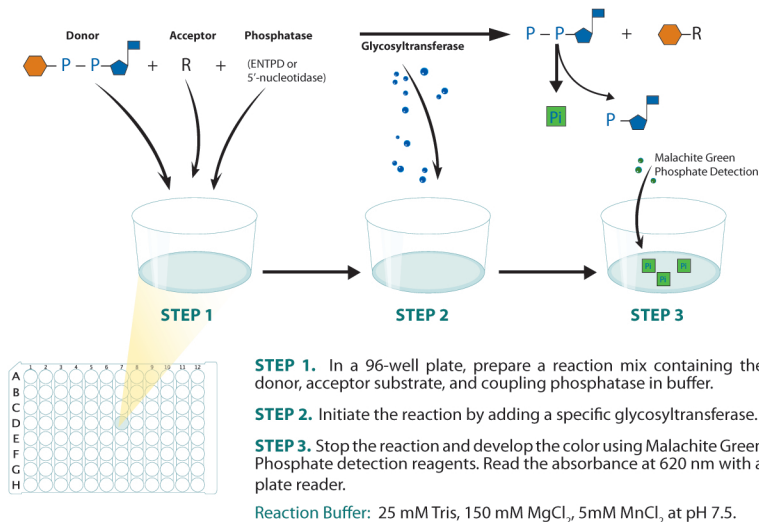 Donor
Acceptor
Phosphatase
P – P
+
R
+
(ENTPD or
5’-nucleotidase)
Glycosyltransferase
P – P
+
R
Pi
P
Malachite Green
Phosphate Detection
Pi
Pi
Pi
STEP 1
STEP 2
STEP 3
1 2 3 4 5 6 7 8 9 10 11 12
A
B
C
D
E
F
G
H
STEP 1. In a 96-well plate, prepare a reaction mix containing the
donor, acceptor substrate, and coupling phosphatase in buffer.
STEP 2. Initiate the reaction by adding a specific glycosyltransferase.
STEP 3. Stop the reaction and develop the color using Malachite Green
Phosphate detection reagents. Read the absorbance at 620 nm with a
plate reader.
Reaction Buffer: 25 mM Tris, 150 mM MgCl₂, 5mM MnCl₂ at pH 7.5.